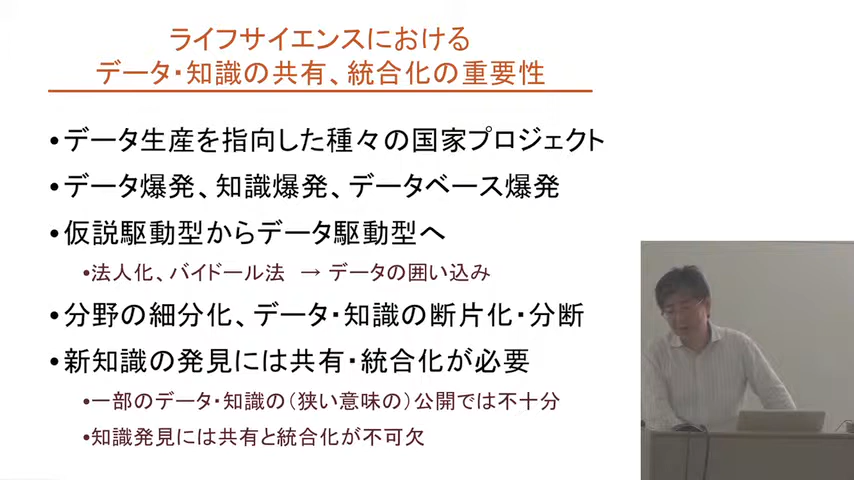 ライフサイエンスにおける
データ・知識の共有、統合化の重要性
•データ生産を指向した種々の国家プロジェクト
•データ爆発、知識爆発、データベース爆発
•仮説駆動型からデータ駆動型へ
•法人化、バイドール法 → データの囲い込み
•分野の細分化、データ・知識の断片化・分断
•新知識の発見には共有・統合化が必要
•一部のデータ・知識の（狭い意味の）公開では不十分
•知識発見には共有と統合化が不可欠